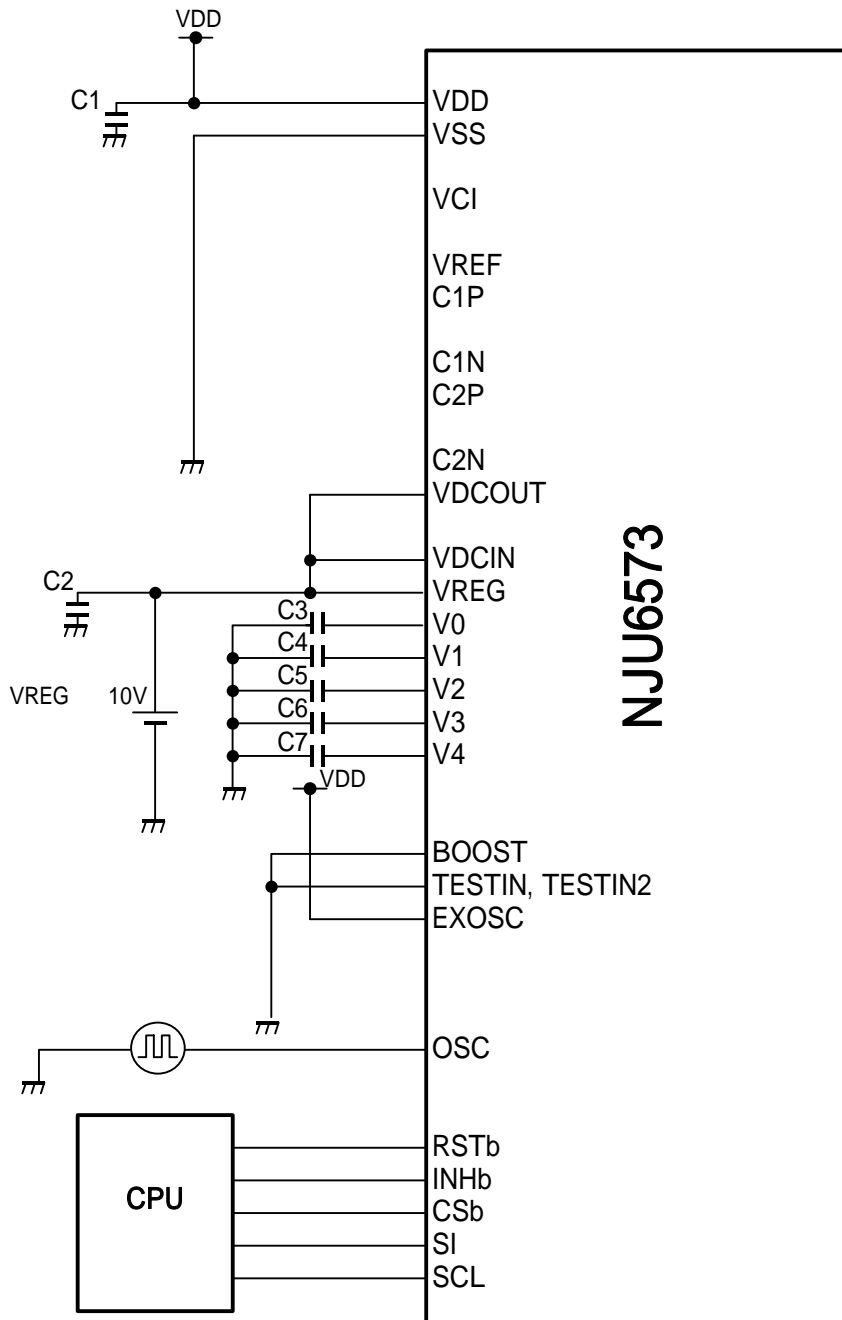 VDD
C1
VDD
VSS
VCI
VREF
C1P
C1N
C2P
C2N
VDCOUT
VDCIN
C2
VREG
C3
V0
C4
V1
C5
V2
VREG
10V
C6
V3
C7
V4
VDD
BOOST
TESTIN, TESTIN2
EXOSC
OSC
RSTb
INHb
CPU
CSb
SI
SCL
NJU6573